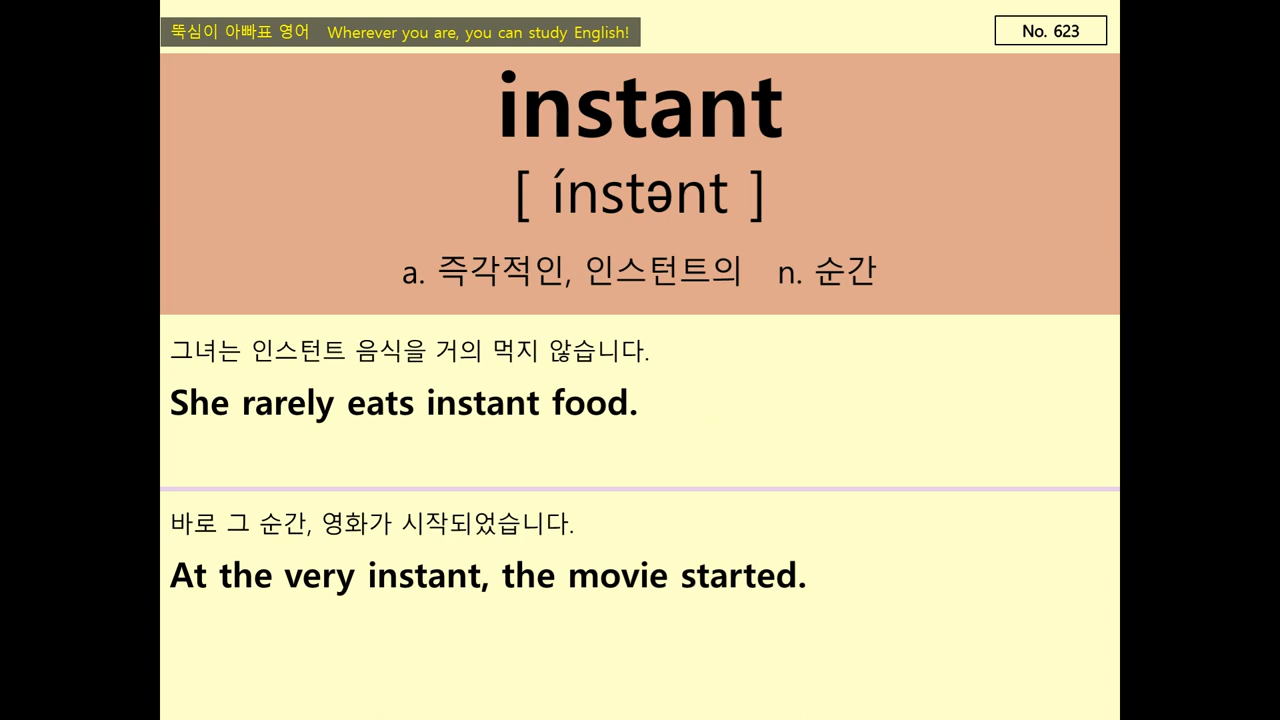 뚝심이 아빠표 영어 Wherever you are, you can study English!
No. 623
instant
[ ínstənt ]
a. 즉각적인, 인스턴트의 n. 순간
그녀는 인스턴트 음식을 거의 먹지 않습니다.
She rarely eats instant food.
바로 그 순간, 영화가 시작되었습니다.
At the very instant, the movie started.